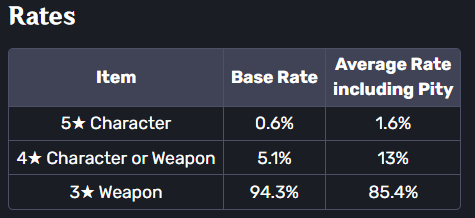 Rates
Item Base Rate Average Rate including Pity
5★ Character 0.6% 1.6%
4★ Character or Weapon 5.1% 13%
3★ Weapon 94.3% 85.4%